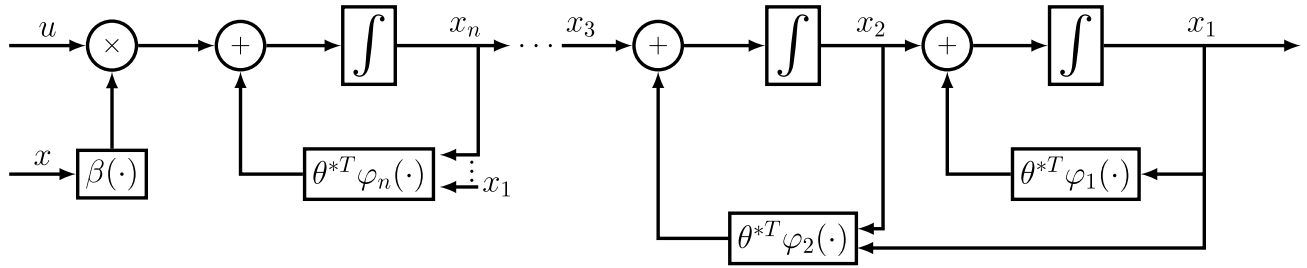 u × + ∫ x_n ··· x_3 + ∫ x_2 + ∫ x_1
x β(·) θ^{*T}φ_n(·) ⋮ x_1 θ^{*T}φ_1(·)
θ^{*T}φ_2(·)